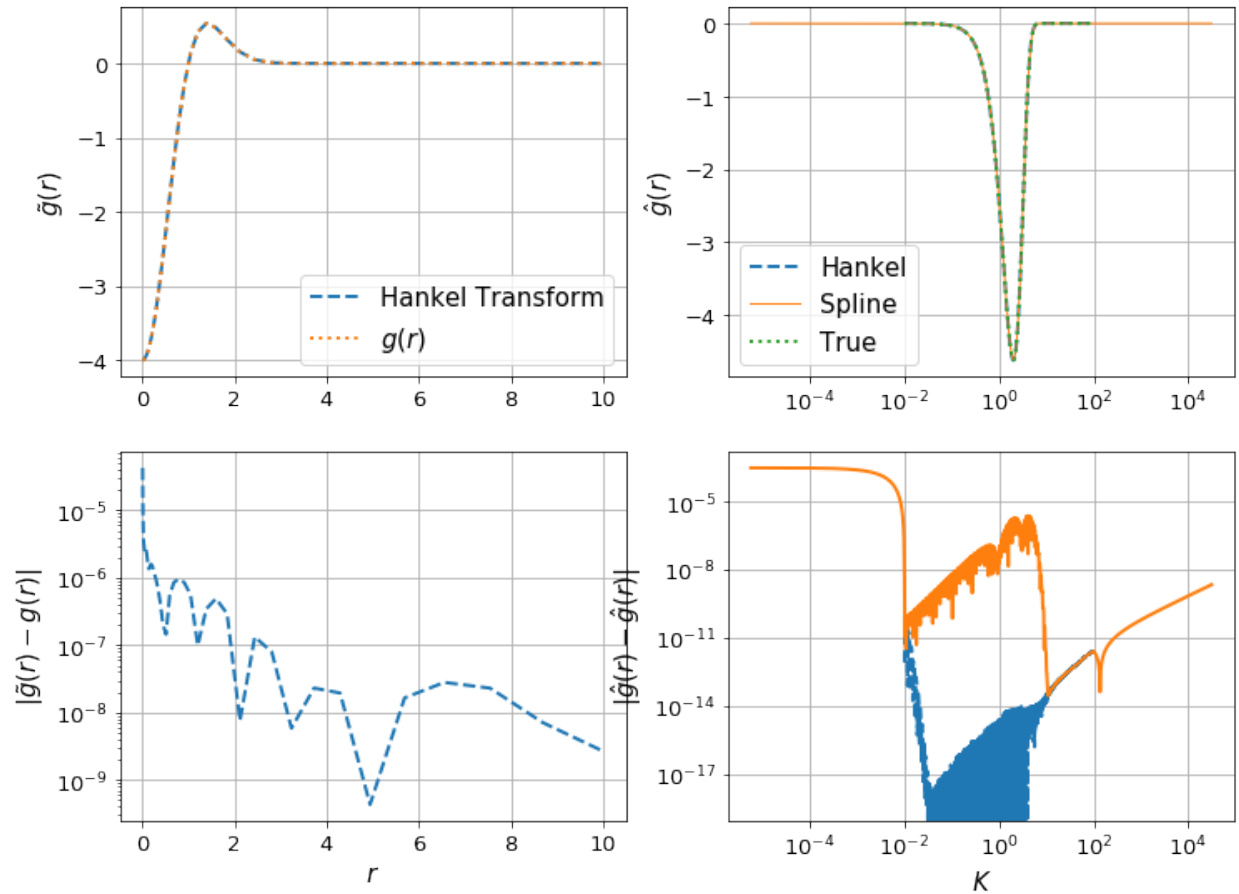 g̃(r)
0
−1
−2
−3
−4
0 2 4 6 8 10
Hankel Transform
g(r)
ĝ(r)
0
−1
−2
−3
−4
10⁻⁴ 10⁻² 10⁰ 10² 10⁴
Hankel
Spline
True
|g̃(r) − g(r)|
10⁻⁵
10⁻⁶
10⁻⁷
10⁻⁸
10⁻⁹
0 2 4 6 8 10
r
|ĝ(r) − ĝ(r)|
10⁻⁵
10⁻⁸
10⁻¹¹
10⁻¹⁴
10⁻¹⁷
10⁻⁴ 10⁻² 10⁰ 10² 10⁴
K